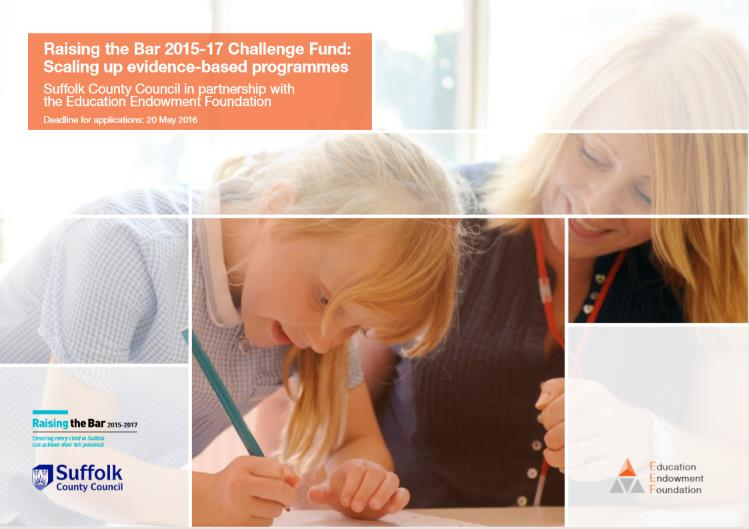 Raising the Bar 2015-17 Challenge Fund:
Scaling up evidence-based programmes
Suffolk County Council in partnership with
the Education Endowment Foundation
Deadline for applications: 20 May 2016
Raising the Bar 2015-2017
Ensuring every child in Suffolk
can achieve their full potential
Suffolk
County Council
Education
Endowment
Foundation